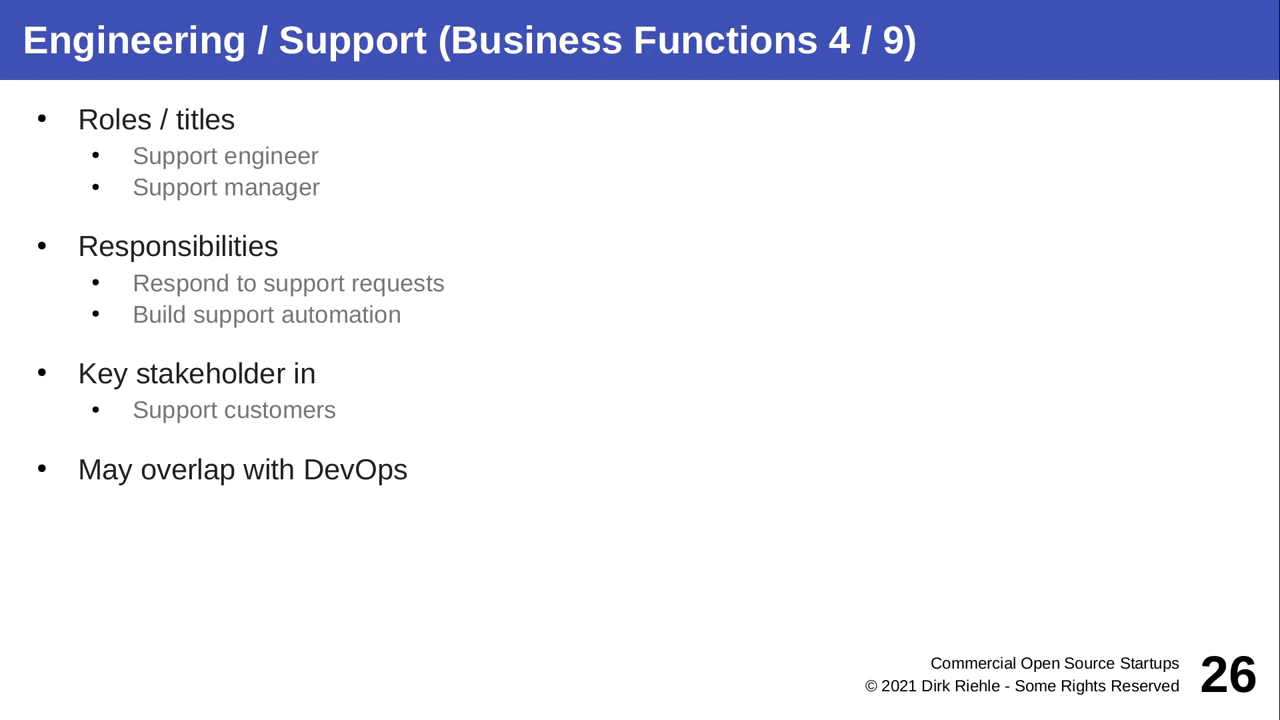 Engineering / Support (Business Functions 4 / 9)
• Roles / titles
• Support engineer
• Support manager
• Responsibilities
• Respond to support requests
• Build support automation
• Key stakeholder in
• Support customers
• May overlap with DevOps
Commercial Open Source Startups
© 2021 Dirk Riehle - Some Rights Reserved
26